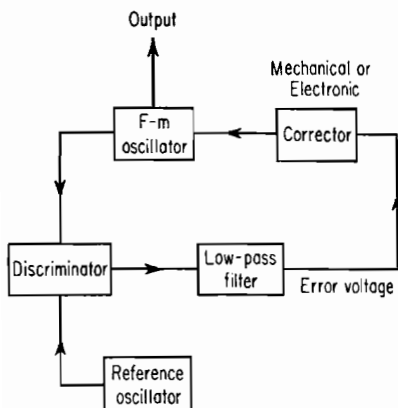 Output
Mechanical or
Electronic
F-m
oscillator
Corrector
Discriminator
Low-pass
filter
Error voltage
Reference
oscillator